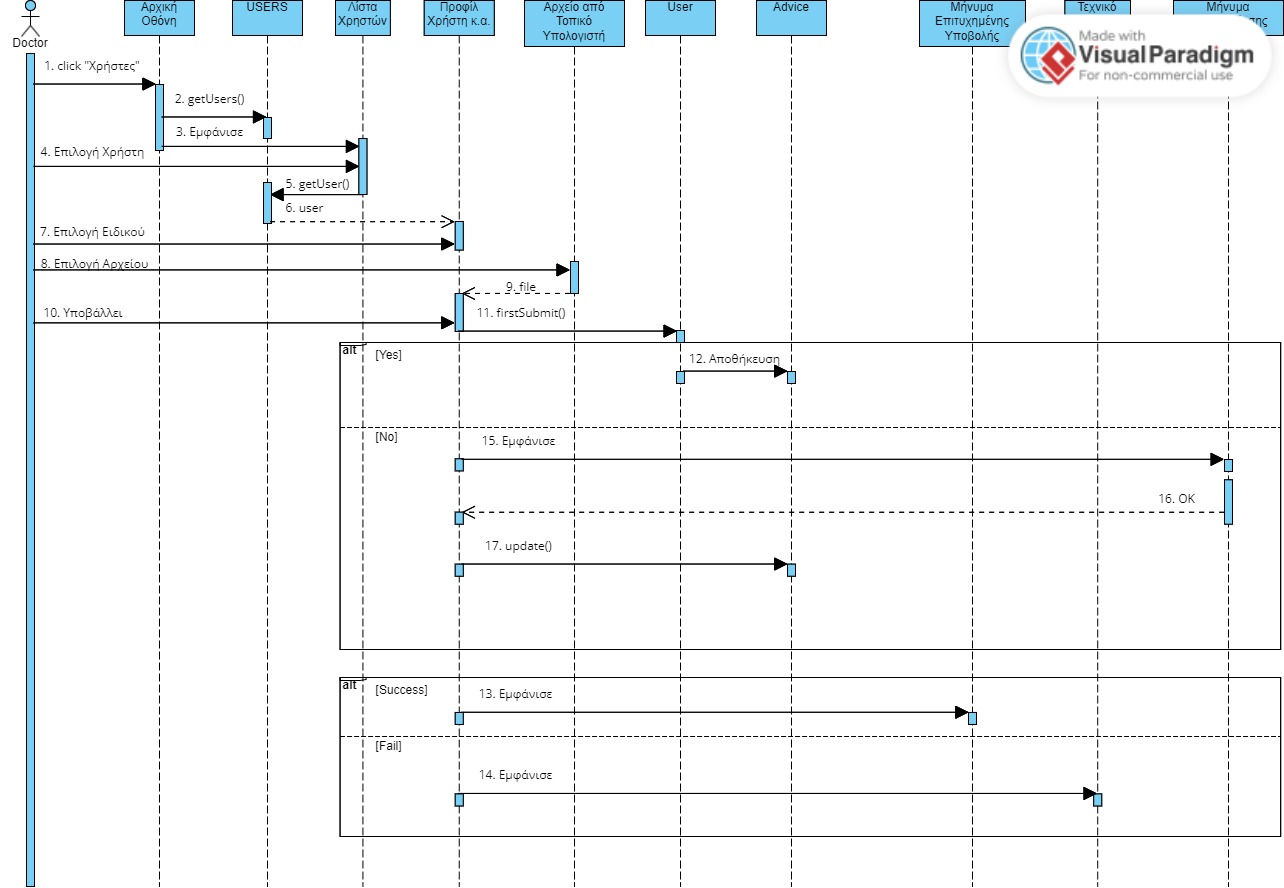 Doctor
Αρχική
Οθόνη
USERS
Λίστα
Χρηστών
Προφίλ
Χρήστη κ.α.
Αρχείο από
Τοπικό
Υπολογιστή
User
Advice
Μήνυμα
Επιτυχημένης
Υποβολής
Τεχνικό
Μήνυμα
Made with
Visual Paradigm
For non-commercial use
1. click "Χρήστες"
2. getUsers()
3. Εμφάνισε
4. Επιλογή Χρήστη
5. getUser()
6. user
7. Επιλογή Ειδικού
8. Επιλογή Αρχείου
9. file
10. Υποβάλλει
11. firstSubmit()
alt
[Yes]
12. Αποθήκευση
[No]
15. Εμφάνισε
16. OK
17. update()
alt
[Success]
13. Εμφάνισε
[Fail]
14. Εμφάνισε